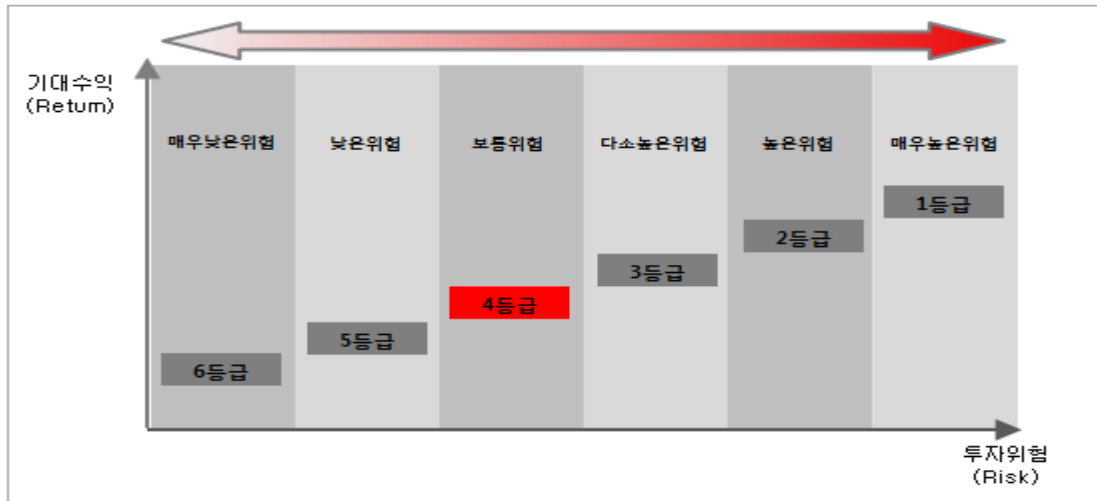 기대수익
(Return)
매우낮은위험
낮은위험
보통위험
다소높은위험
높은위험
매우높은위험
1등급
2등급
3등급
4등급
5등급
6등급
투자위험
(Risk)